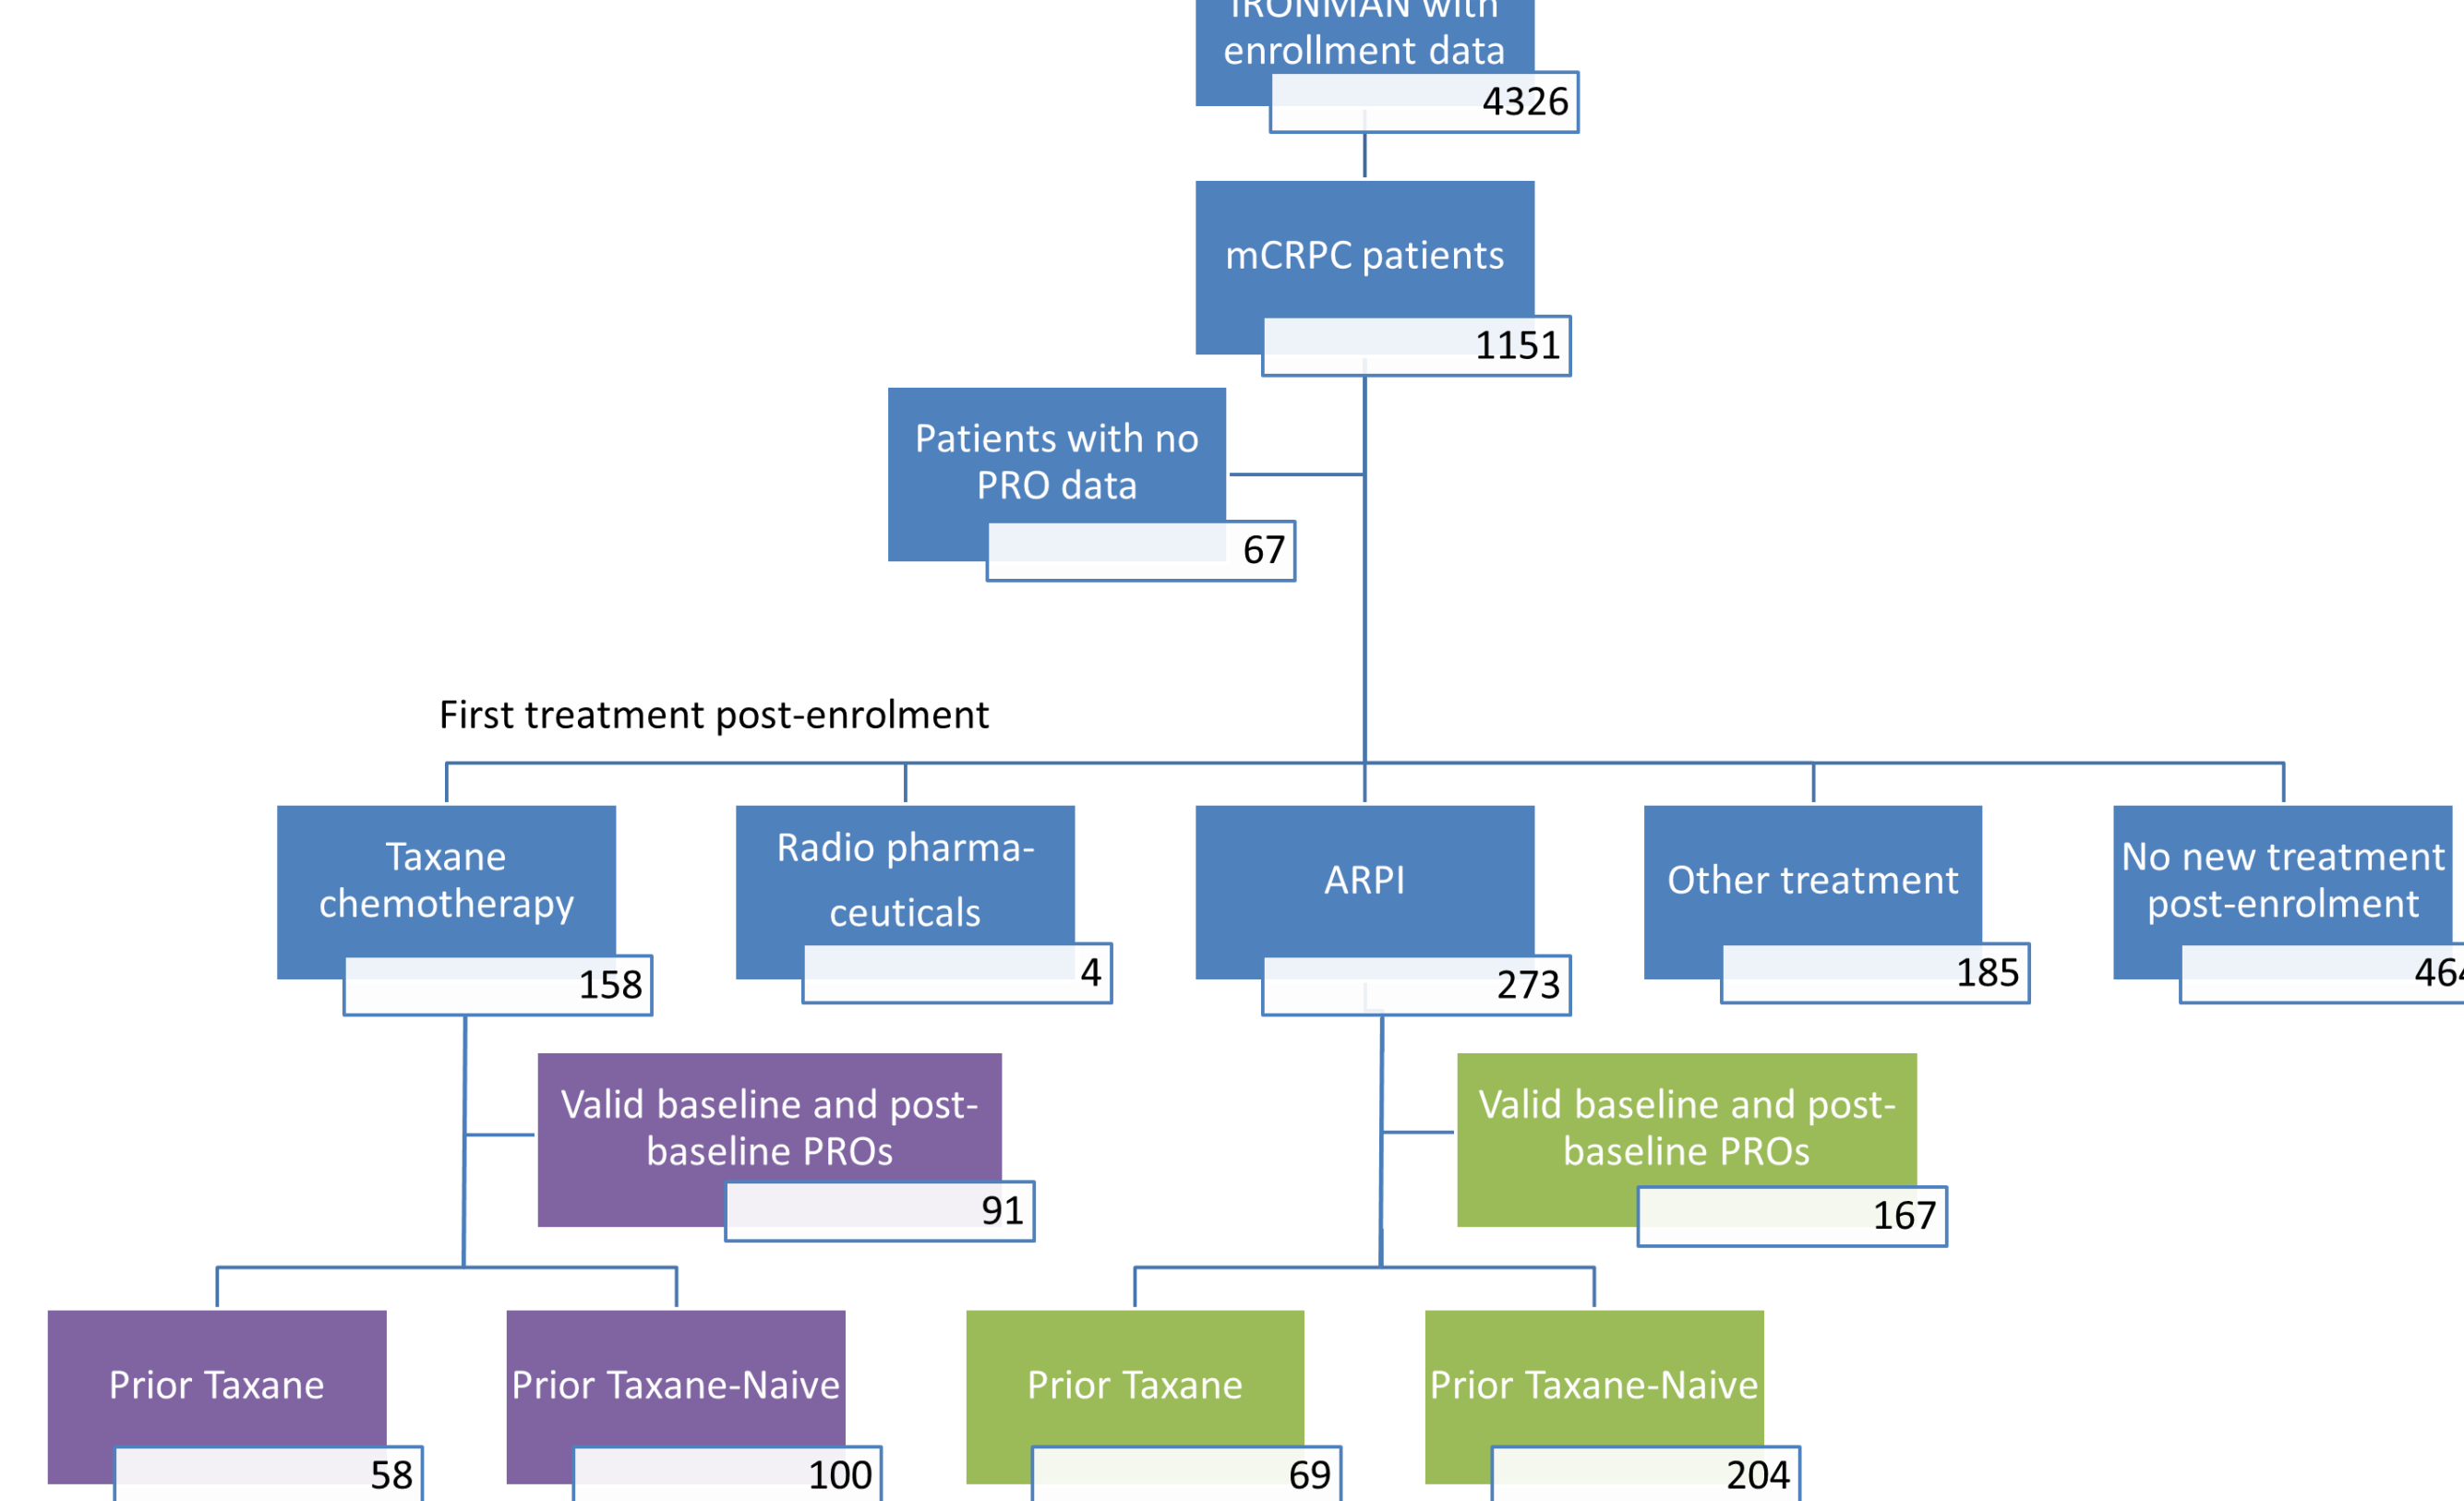 IRONMAN with
enrollment data
4326
mCRPC patients
1151
Patients with no
PRO data
67
First treatment post-enrolment
Taxane
chemotherapy
158
Radio pharma-
ceuticals
4
ARPI
273
Other treatment
185
No new treatment
post-enrolment
464
Valid baseline and post-
baseline PROs
91
Valid baseline and post-
baseline PROs
167
Prior Taxane
58
Prior Taxane-Naive
100
Prior Taxane
69
Prior Taxane-Naive
204